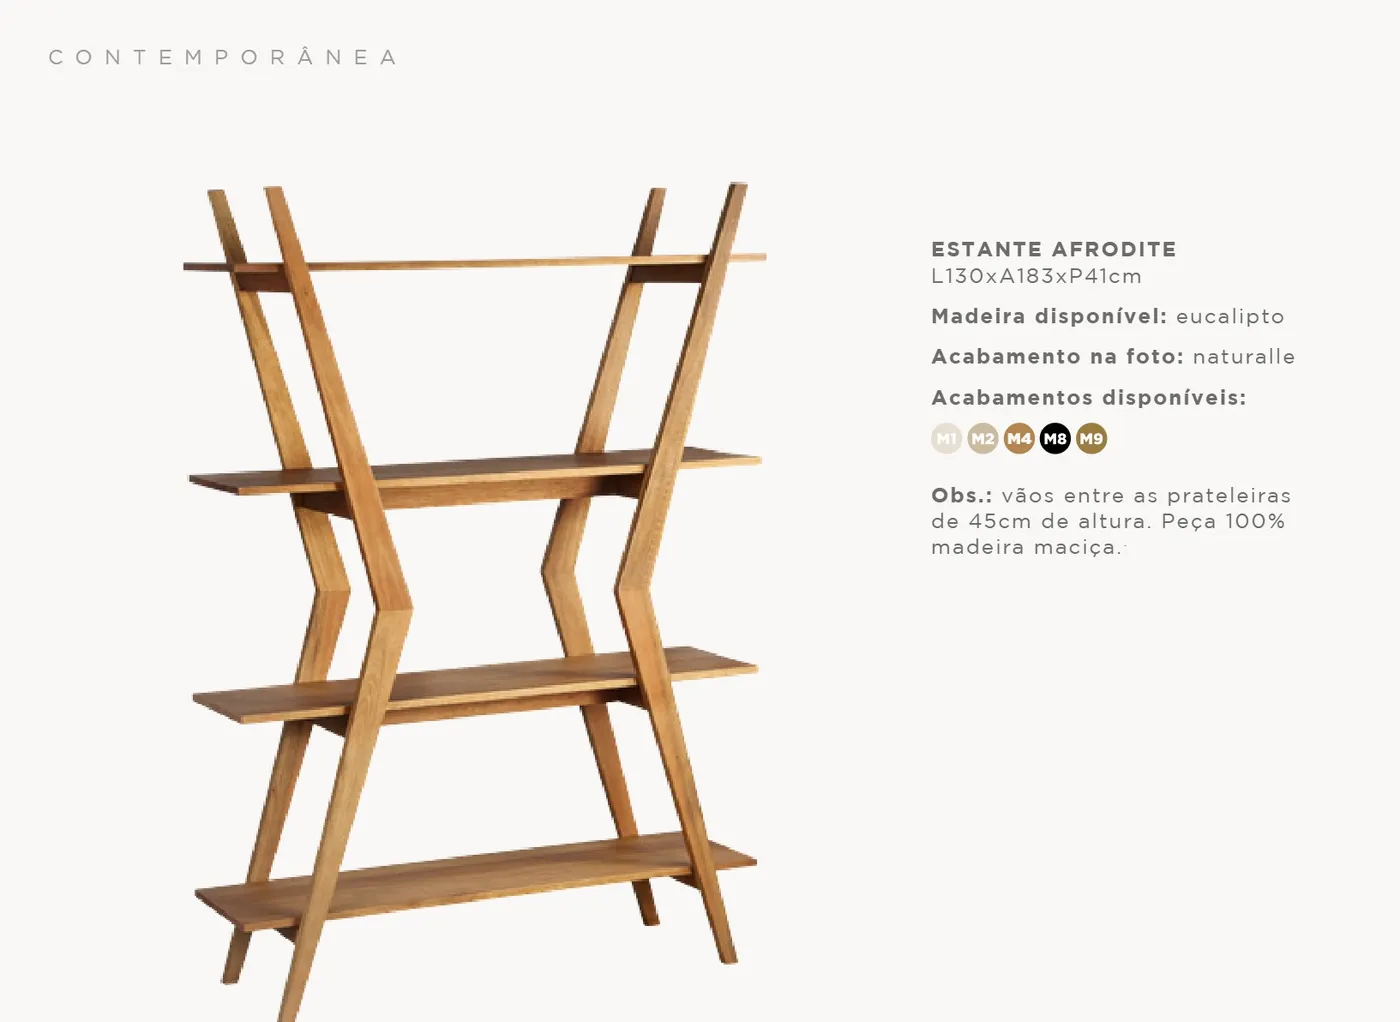 CONTEMPORÂNEA
ESTANTE AFRODITE
L130xA183xP41cm
Madeira disponível: eucalipto
Acabamento na foto: naturalle
Acabamentos disponíveis:
M1 M2 M4 M8 M9
Obs.: vãos entre as prateleiras
de 45cm de altura. Peça 100%
madeira maciça.